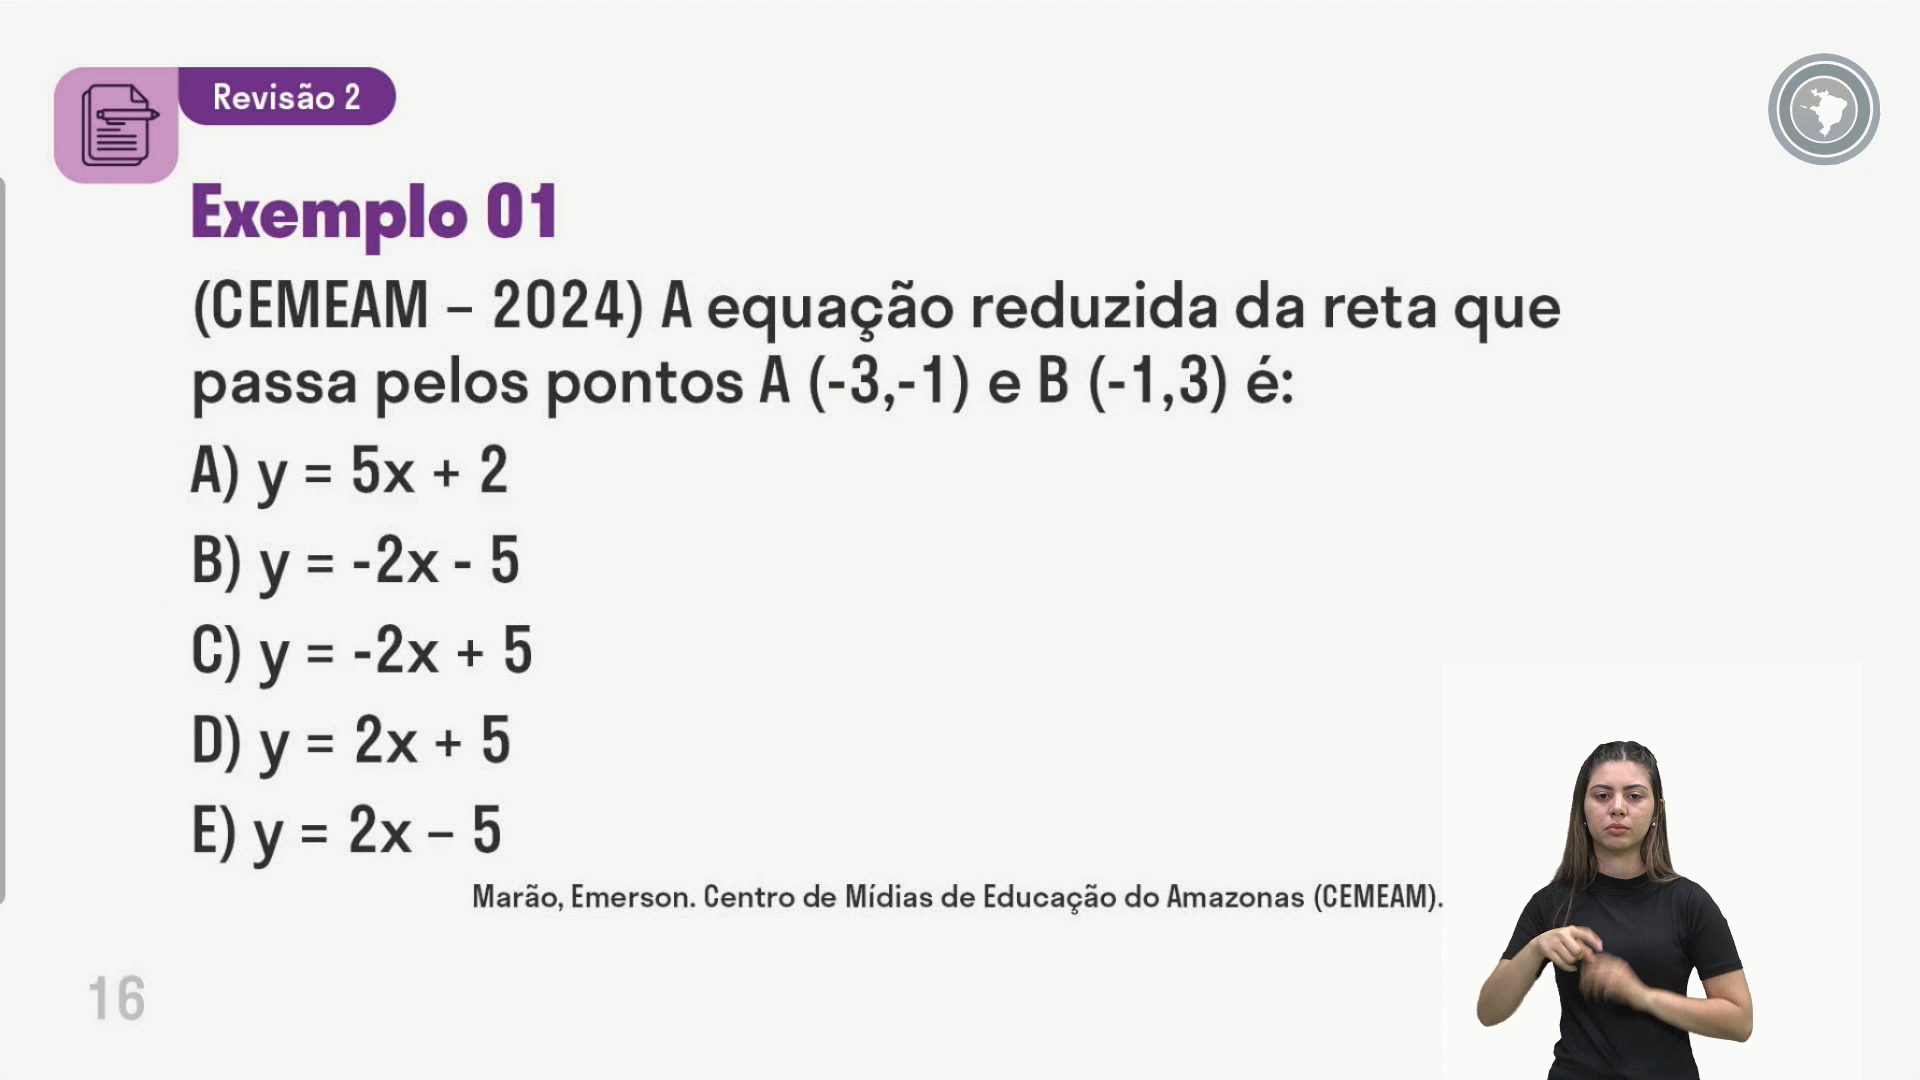 Revisão 2
Exemplo 01
(CEMEAM – 2024) A equação reduzida da reta que
passa pelos pontos A (-3,-1) e B (-1,3) é:
A) y = 5x + 2
B) y = -2x - 5
C) y = -2x + 5
D) y = 2x + 5
E) y = 2x – 5
Marão, Emerson. Centro de Mídias de Educação do Amazonas (CEMEAM).
16